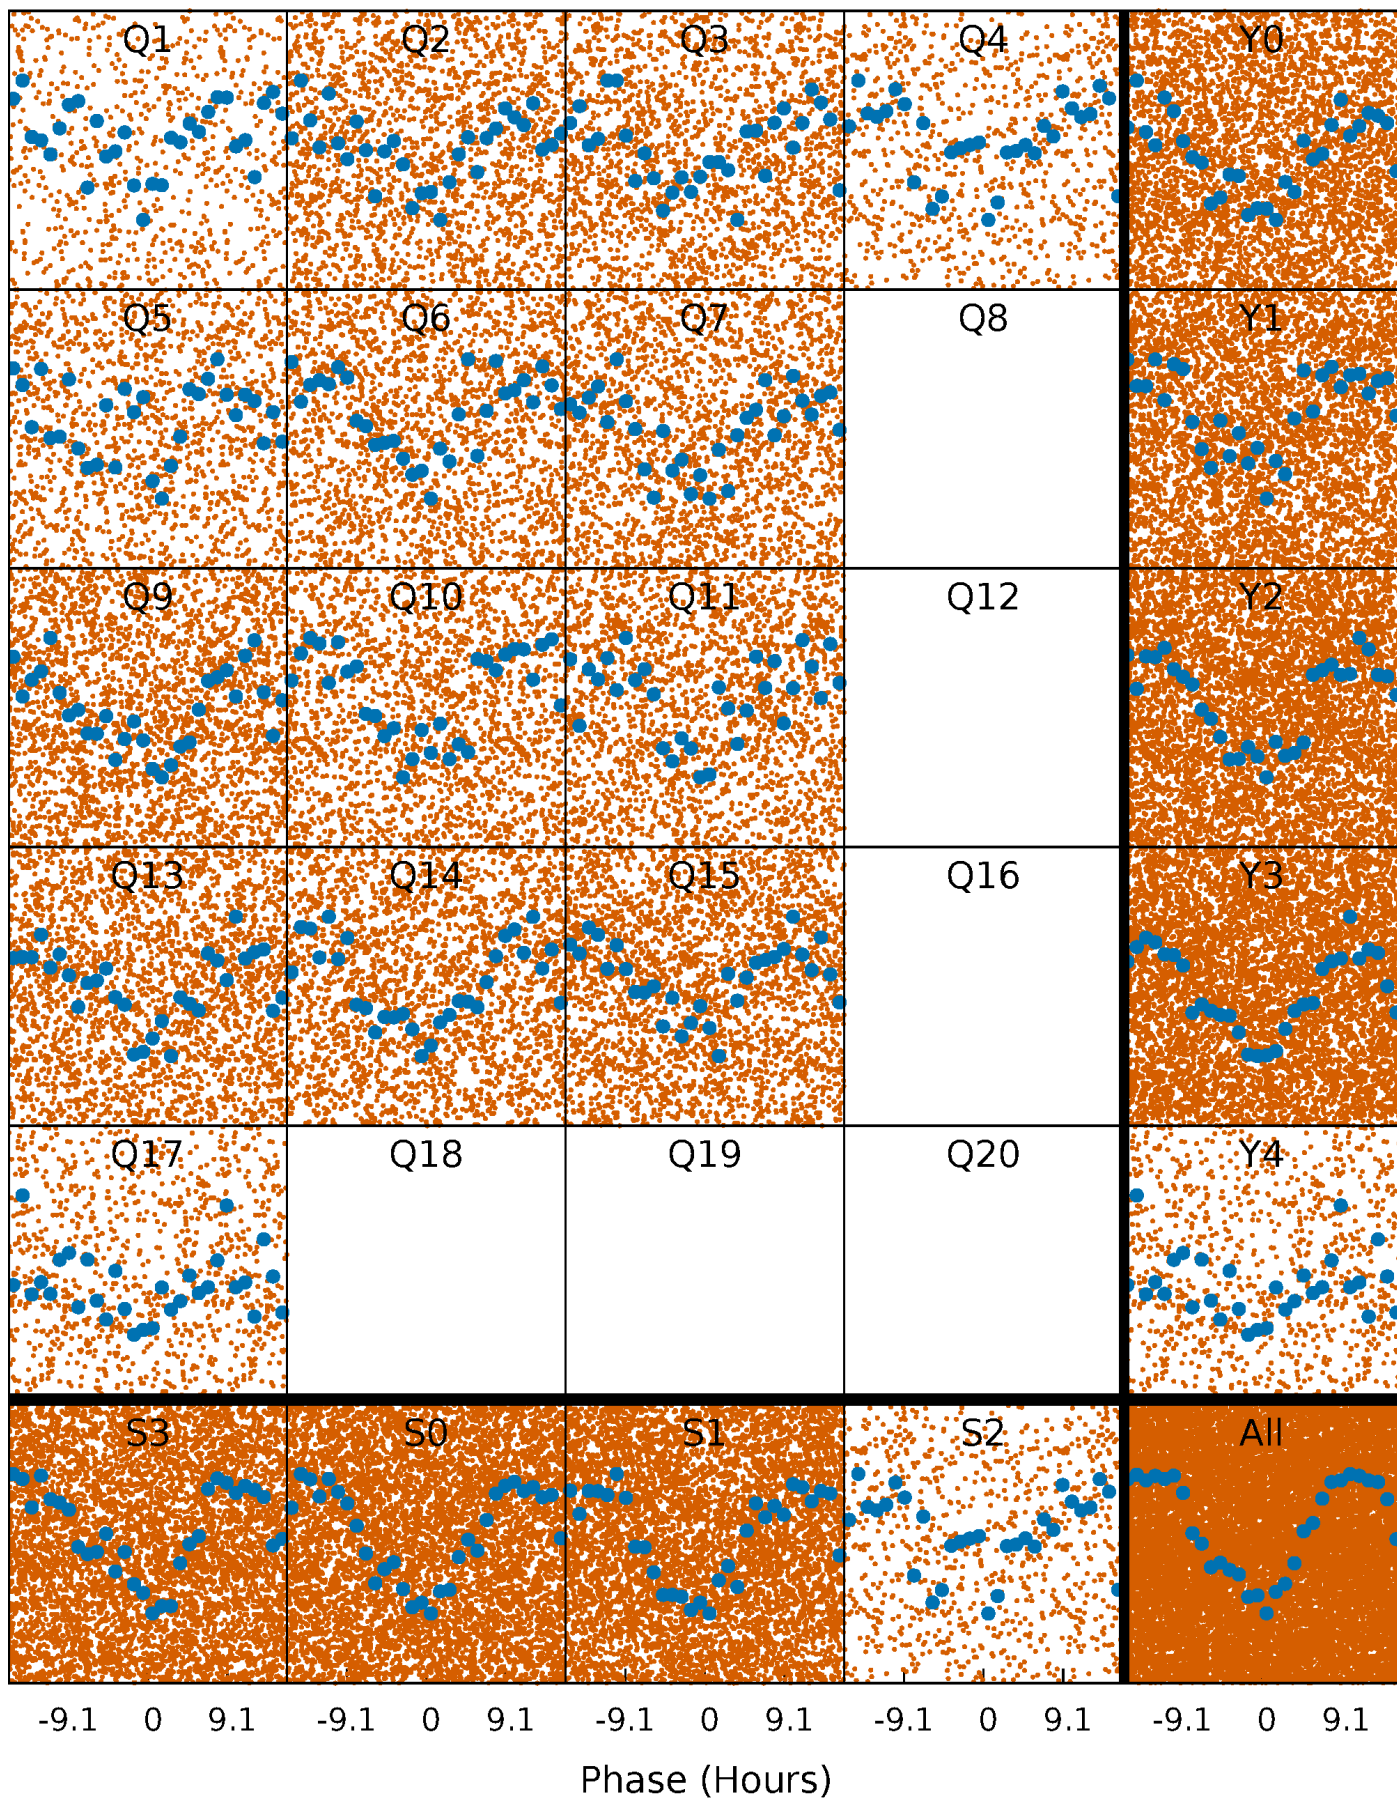 Q1 Q2 Q3 Q4 Y0
Q5 Q6 Q7 Q8 Y1
Q9 Q10 Q11 Q12 Y2
Q13 Q14 Q15 Q16 Y3
Q17 Q18 Q19 Q20 Y4
S3 S0 S1 S2 All
-9.1 0 9.1 -9.1 0 9.1 -9.1 0 9.1 -9.1 0 9.1 -9.1 0 9.1
Phase (Hours)